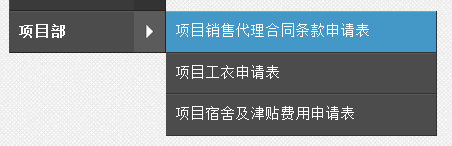 项目部
项目销售代理合同条款申请表
项目工衣申请表
项目宿舍及津贴费用申请表